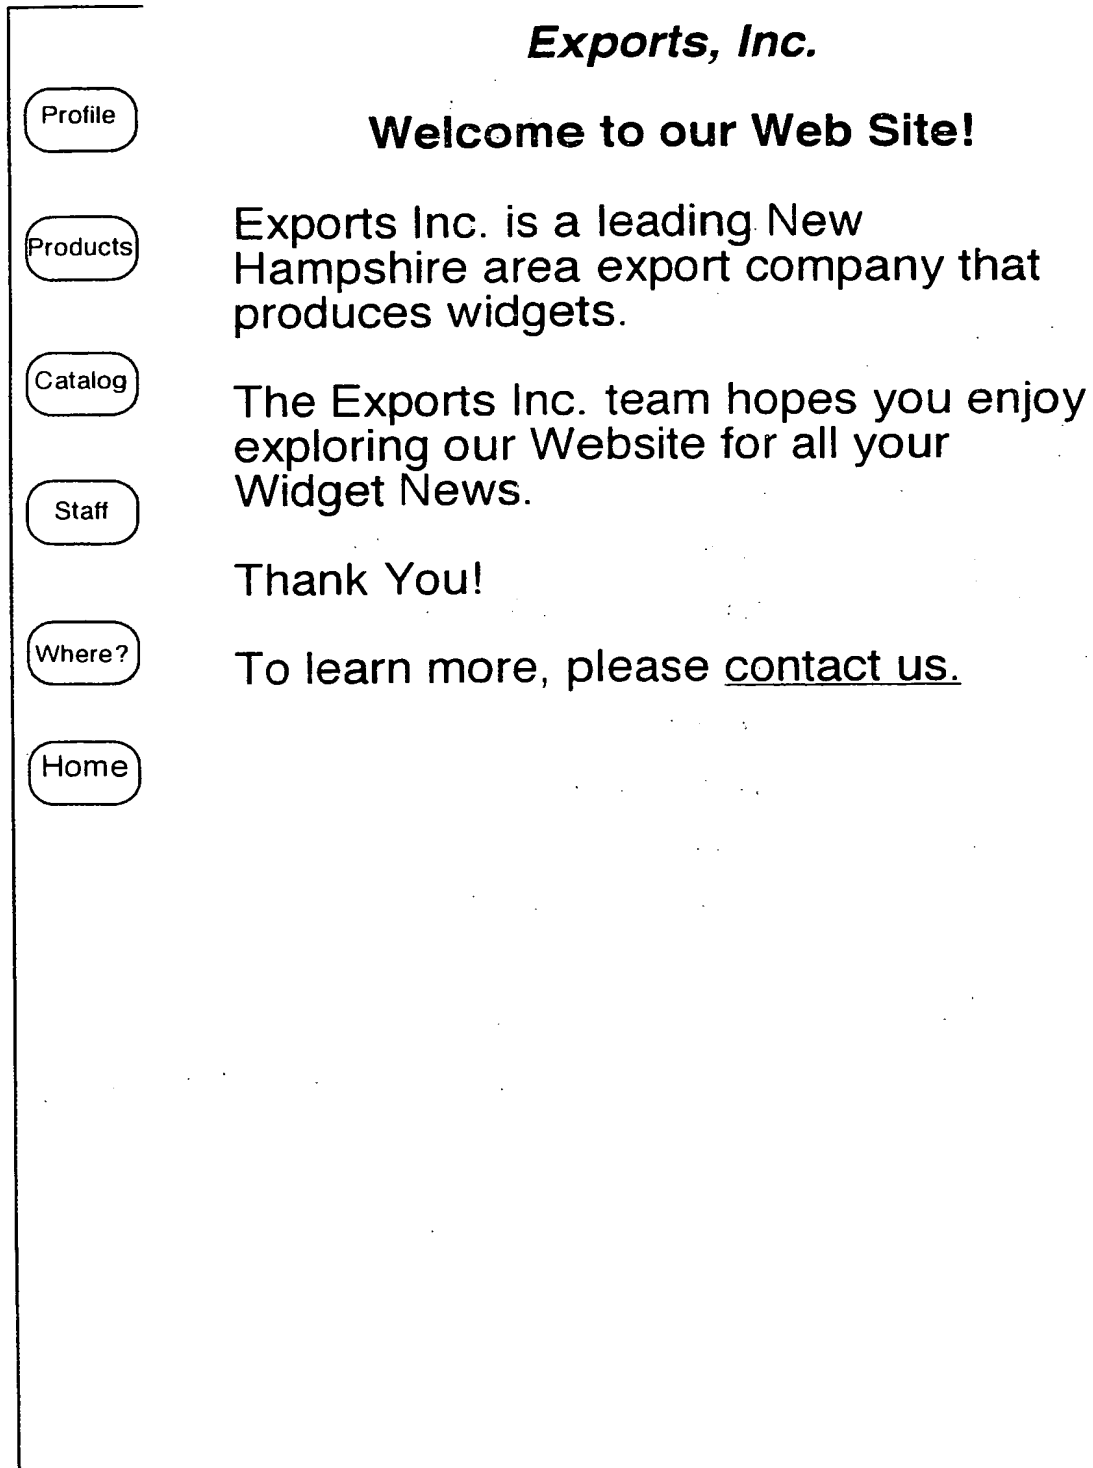 Exports, Inc.
Welcome to our Web Site!
Profile
Products
Catalog
Staff
Where?
Home
Exports Inc. is a leading New
Hampshire area export company that
produces widgets.
The Exports Inc. team hopes you enjoy
exploring our Website for all your
Widget News.
Thank You!
To learn more, please contact us.